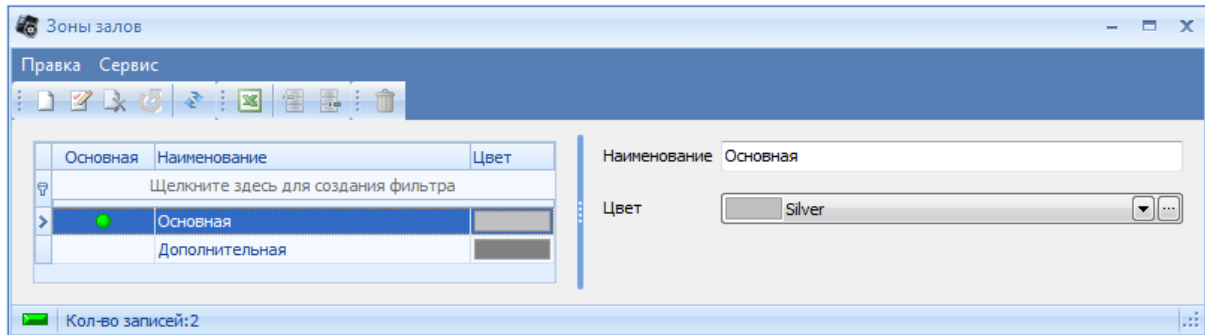 Зоны залов
Правка Сервис
Основная Наименование Цвет
Щелкните здесь для создания фильтра
Основная
Дополнительная
Наименование Основная
Цвет Silver
Кол-во записей:2